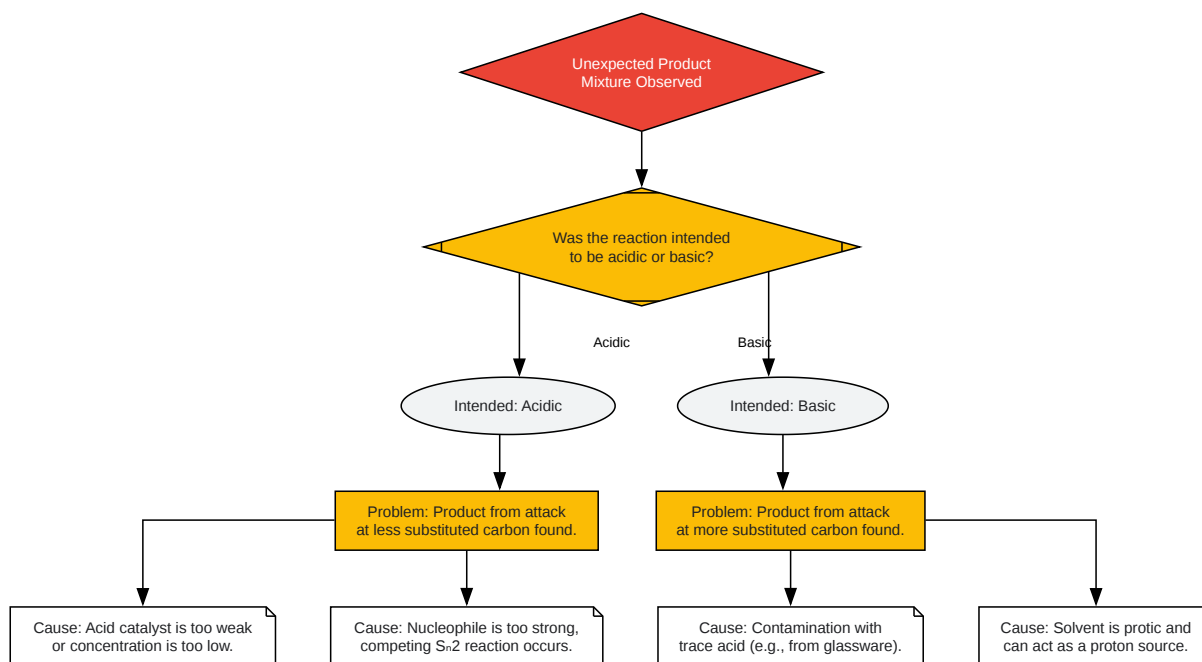 Unexpected Product
Mixture Observed
Was the reaction intended
to be acidic or basic?
Acidic
Basic
Intended: Acidic
Intended: Basic
Problem: Product from attack
at less substituted carbon found.
Problem: Product from attack
at more substituted carbon found.
Cause: Acid catalyst is too weak
or concentration is too low.
Cause: Nucleophile is too strong,
competing Sₙ2 reaction occurs.
Cause: Contamination with
trace acid (e.g., from glassware).
Cause: Solvent is protic and
can act as a proton source.